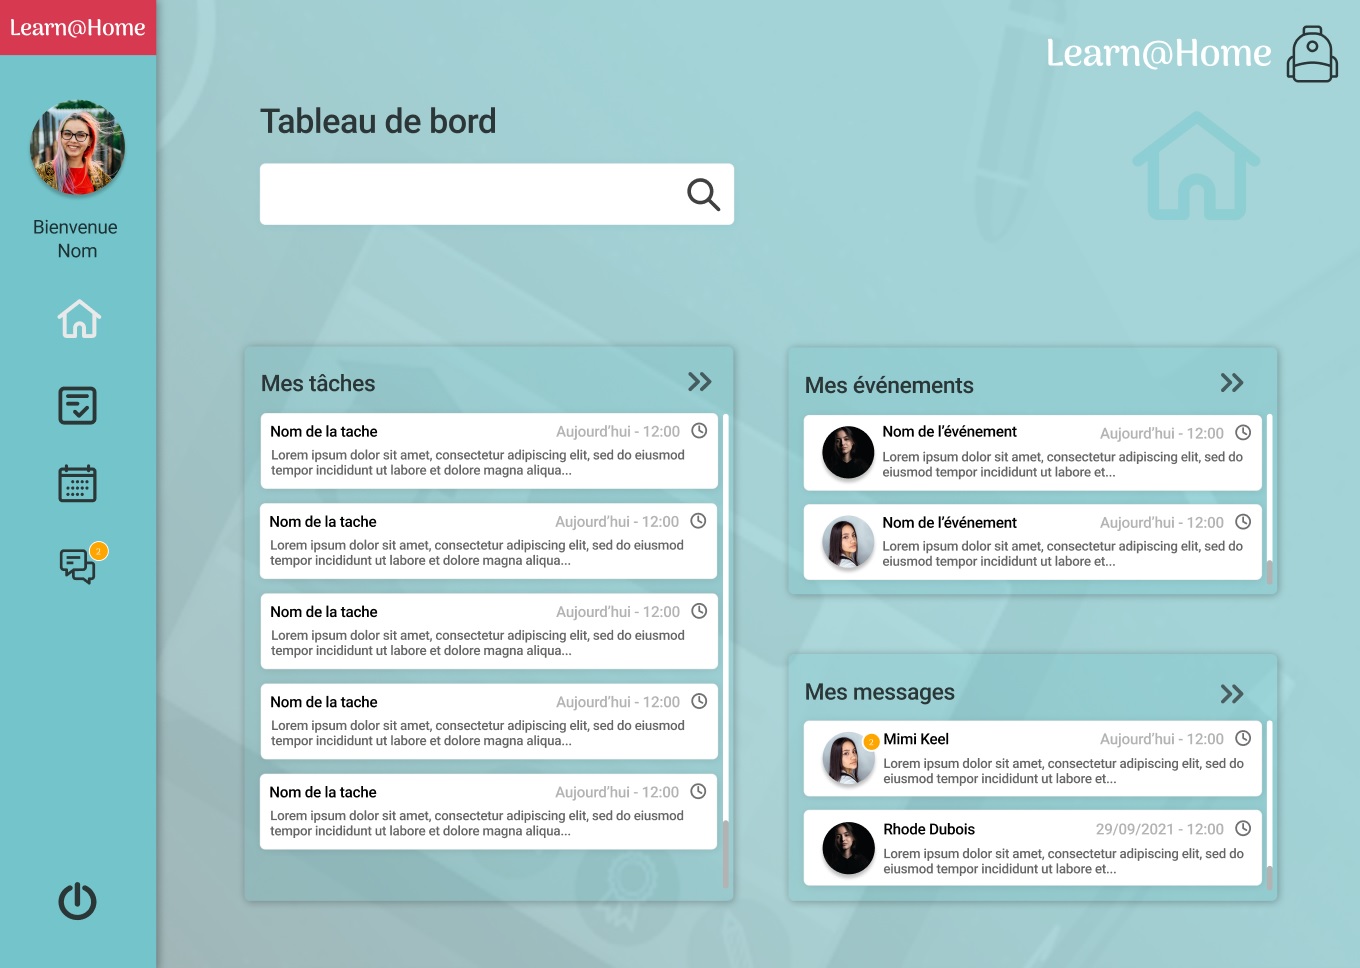 Learn@Home
Learn@Home
Bienvenue
Nom
2
Tableau de bord
Mes tâches
Nom de la tache
Aujourd'hui - 12:00
Lorem ipsum dolor sit amet, consectetur adipiscing elit, sed do eiusmod
tempor incididunt ut labore et dolore magna aliqua...
Nom de la tache
Aujourd'hui - 12:00
Lorem ipsum dolor sit amet, consectetur adipiscing elit, sed do eiusmod
tempor incididunt ut labore et dolore magna aliqua...
Nom de la tache
Aujourd'hui - 12:00
Lorem ipsum dolor sit amet, consectetur adipiscing elit, sed do eiusmod
tempor incididunt ut labore et dolore magna aliqua...
Nom de la tache
Aujourd'hui - 12:00
Lorem ipsum dolor sit amet, consectetur adipiscing elit, sed do eiusmod
tempor incididunt ut labore et dolore magna aliqua...
Nom de la tache
Aujourd'hui - 12:00
Lorem ipsum dolor sit amet, consectetur adipiscing elit, sed do eiusmod
tempor incididunt ut labore et dolore magna aliqua...
Mes événements
Nom de l'événement
Aujourd'hui - 12:00
Lorem ipsum dolor sit amet, consectetur adipiscing elit, sed do
eiusmod tempor incididunt ut labore et...
Nom de l'événement
Aujourd'hui - 12:00
Lorem ipsum dolor sit amet, consectetur adipiscing elit, sed do
eiusmod tempor incididunt ut labore et...
Mes messages
2
Mimi Keel
Aujourd'hui - 12:00
Lorem ipsum dolor sit amet, consectetur adipiscing elit, sed do
eiusmod tempor incididunt ut labore et...
Rhode Dubois
29/09/2021 - 12:00
Lorem ipsum dolor sit amet, consectetur adipiscing elit, sed do
eiusmod tempor incididunt ut labore et...